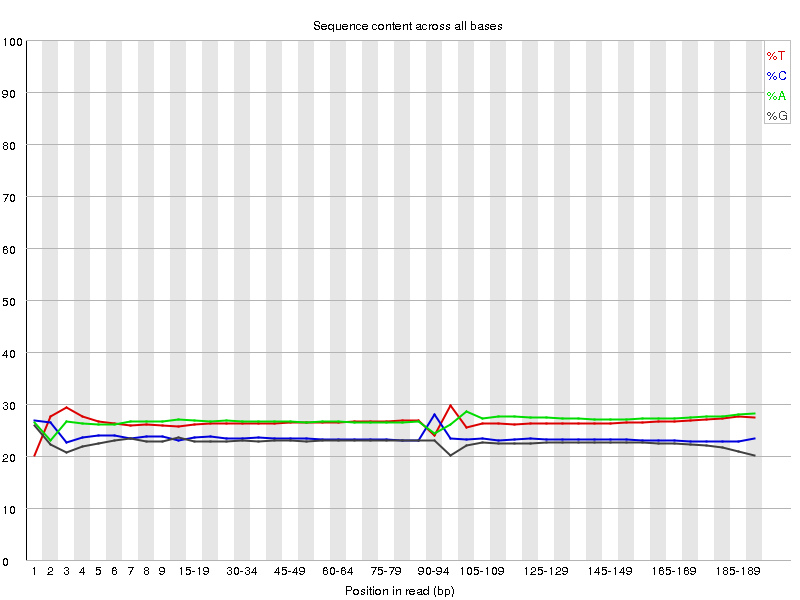 Sequence content across all bases
100
90
80
70
60
50
40
30
20
10
0
%T
%C
%A
%G
1 2 3 4 5 6 7 8 9 15-19 30-34 45-49 60-64 75-79 90-94 105-109 125-129 145-149 165-169 185-189
Position in read (bp)